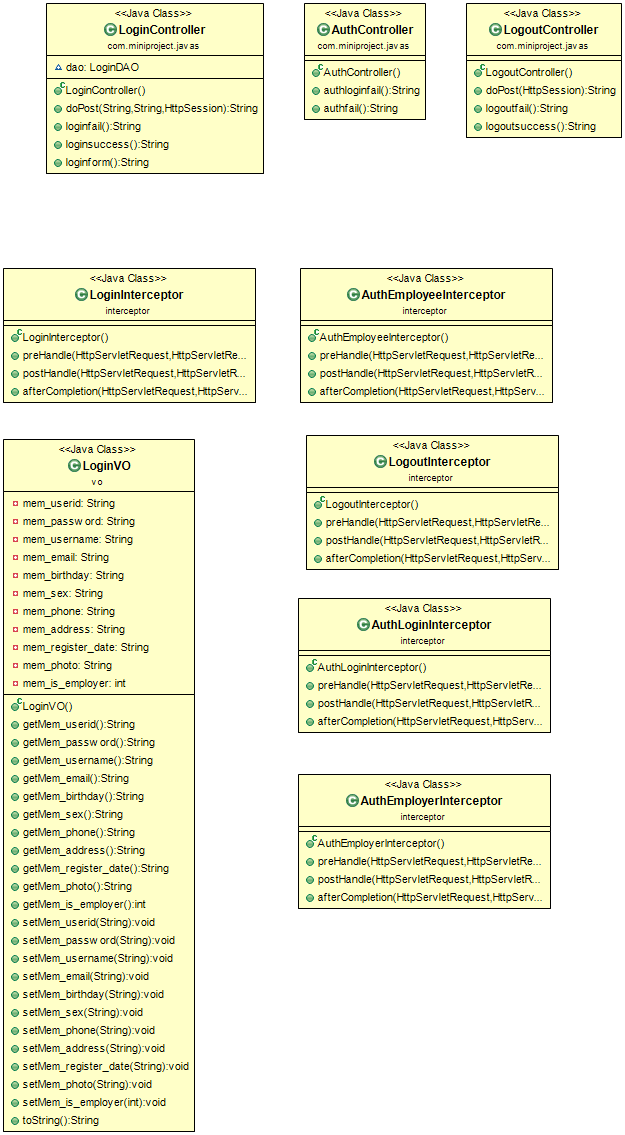 <<Java Class>>
LoginController
com.miniproject.javas
dao: LoginDAO
LoginController()
doPost(String,String,HttpSession):String
loginfail():String
loginsuccess():String
loginform():String
<<Java Class>>
AuthController
com.miniproject.javas
AuthController()
authloginfail():String
authfail():String
<<Java Class>>
LogoutController
com.miniproject.javas
LogoutController()
doPost(HttpSession):String
logoutfail():String
logoutsuccess():String
<<Java Class>>
LoginInterceptor
interceptor
LoginInterceptor()
preHandle(HttpServletRequest,HttpServletRe...
postHandle(HttpServletRequest,HttpServletR...
afterCompletion(HttpServletRequest,HttpServ...
<<Java Class>>
AuthEmployeeInterceptor
interceptor
AuthEmployeeInterceptor()
preHandle(HttpServletRequest,HttpServletRe...
postHandle(HttpServletRequest,HttpServletR...
afterCompletion(HttpServletRequest,HttpServ...
<<Java Class>>
LoginVO
vo
mem_userid: String
mem_password: String
mem_username: String
mem_email: String
mem_birthday: String
mem_sex: String
mem_phone: String
mem_address: String
mem_register_date: String
mem_photo: String
mem_is_employer: int
LoginVO()
getMem_userid():String
getMem_password():String
getMem_username():String
getMem_email():String
getMem_birthday():String
getMem_sex():String
getMem_phone():String
getMem_address():String
getMem_register_date():String
getMem_photo():String
getMem_is_employer():int
setMem_userid(String):void
setMem_password(String):void
setMem_username(String):void
setMem_email(String):void
setMem_birthday(String):void
setMem_sex(String):void
setMem_phone(String):void
setMem_address(String):void
setMem_register_date(String):void
setMem_photo(String):void
setMem_is_employer(int):void
toString():String
<<Java Class>>
LogoutInterceptor
interceptor
LogoutInterceptor()
preHandle(HttpServletRequest,HttpServletRe...
postHandle(HttpServletRequest,HttpServletR...
afterCompletion(HttpServletRequest,HttpServ...
<<Java Class>>
AuthLoginInterceptor
interceptor
AuthLoginInterceptor()
preHandle(HttpServletRequest,HttpServletRe...
postHandle(HttpServletRequest,HttpServletR...
afterCompletion(HttpServletRequest,HttpServ...
<<Java Class>>
AuthEmployerInterceptor
interceptor
AuthEmployerInterceptor()
preHandle(HttpServletRequest,HttpServletRe...
postHandle(HttpServletRequest,HttpServletR...
afterCompletion(HttpServletRequest,HttpServ...